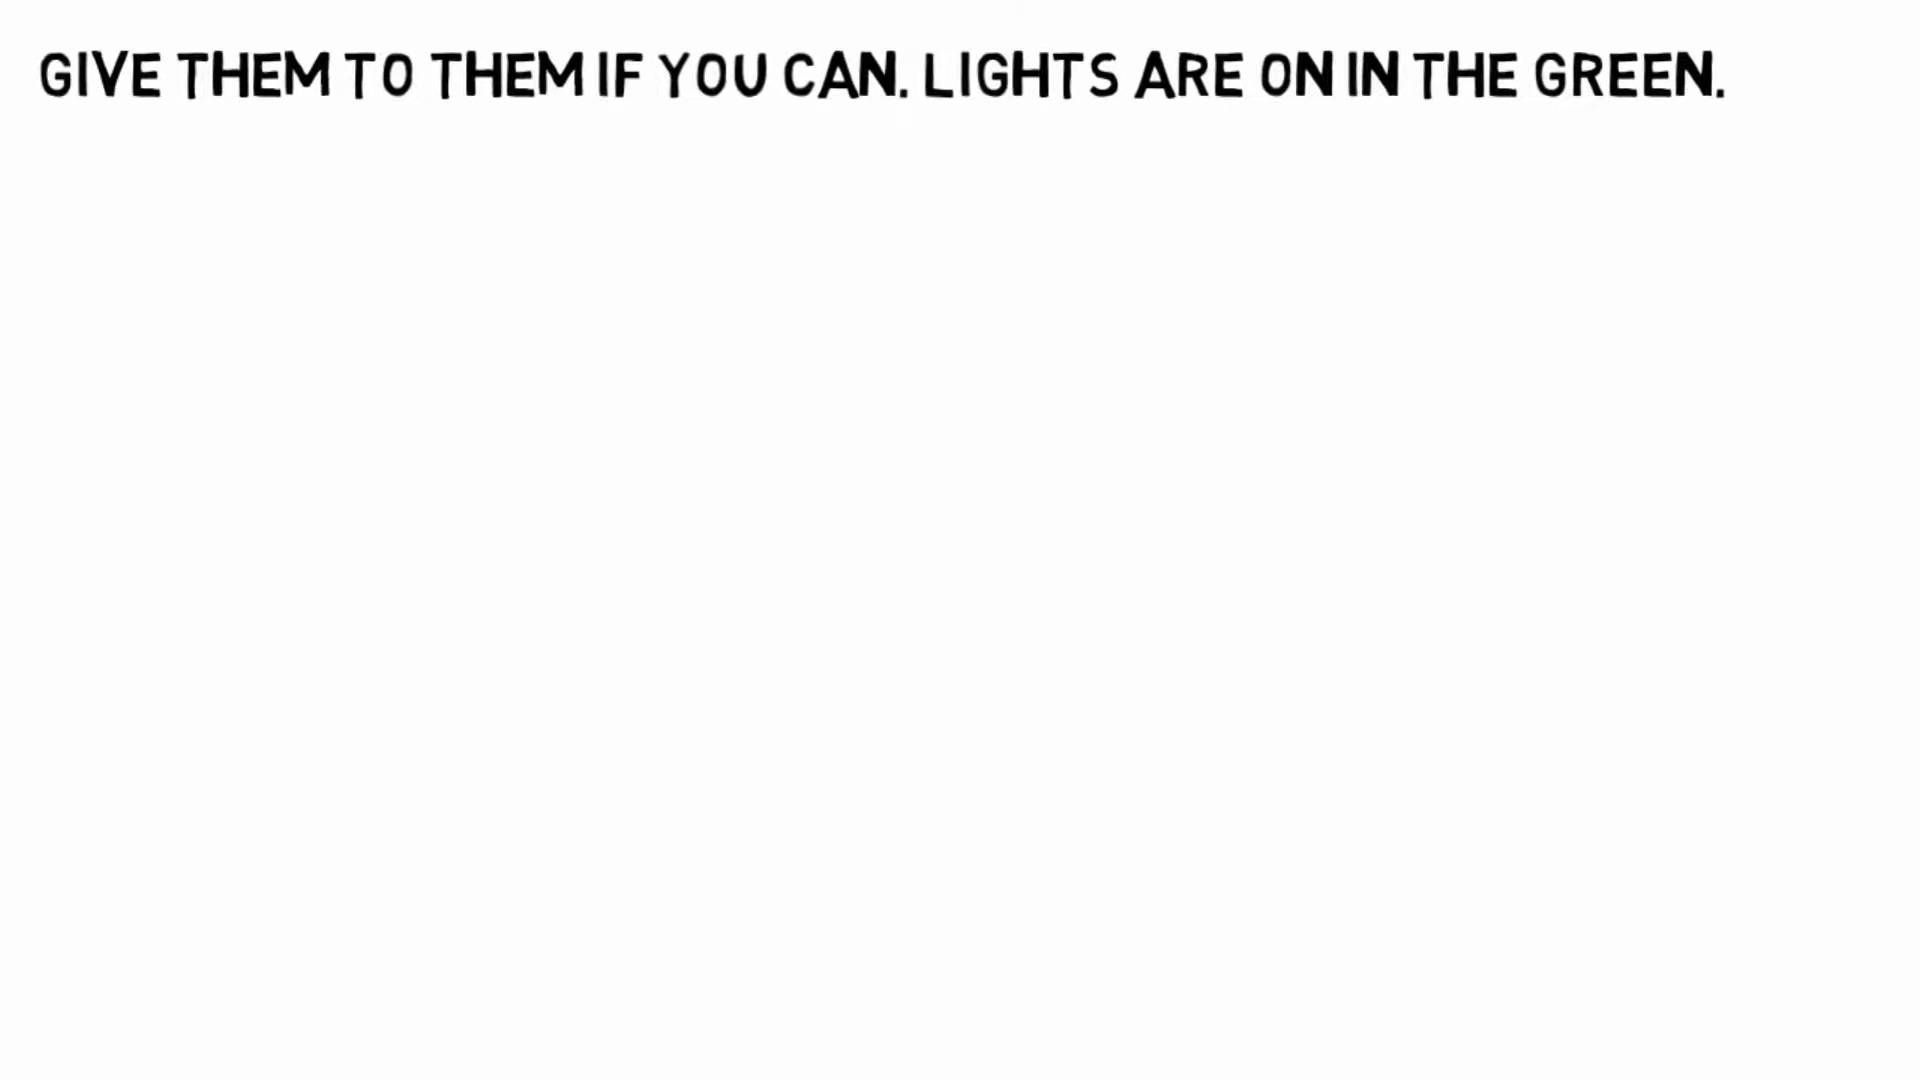 GIVE THEM TO THEM IF YOU CAN. LIGHTS ARE ON IN THE GREEN.